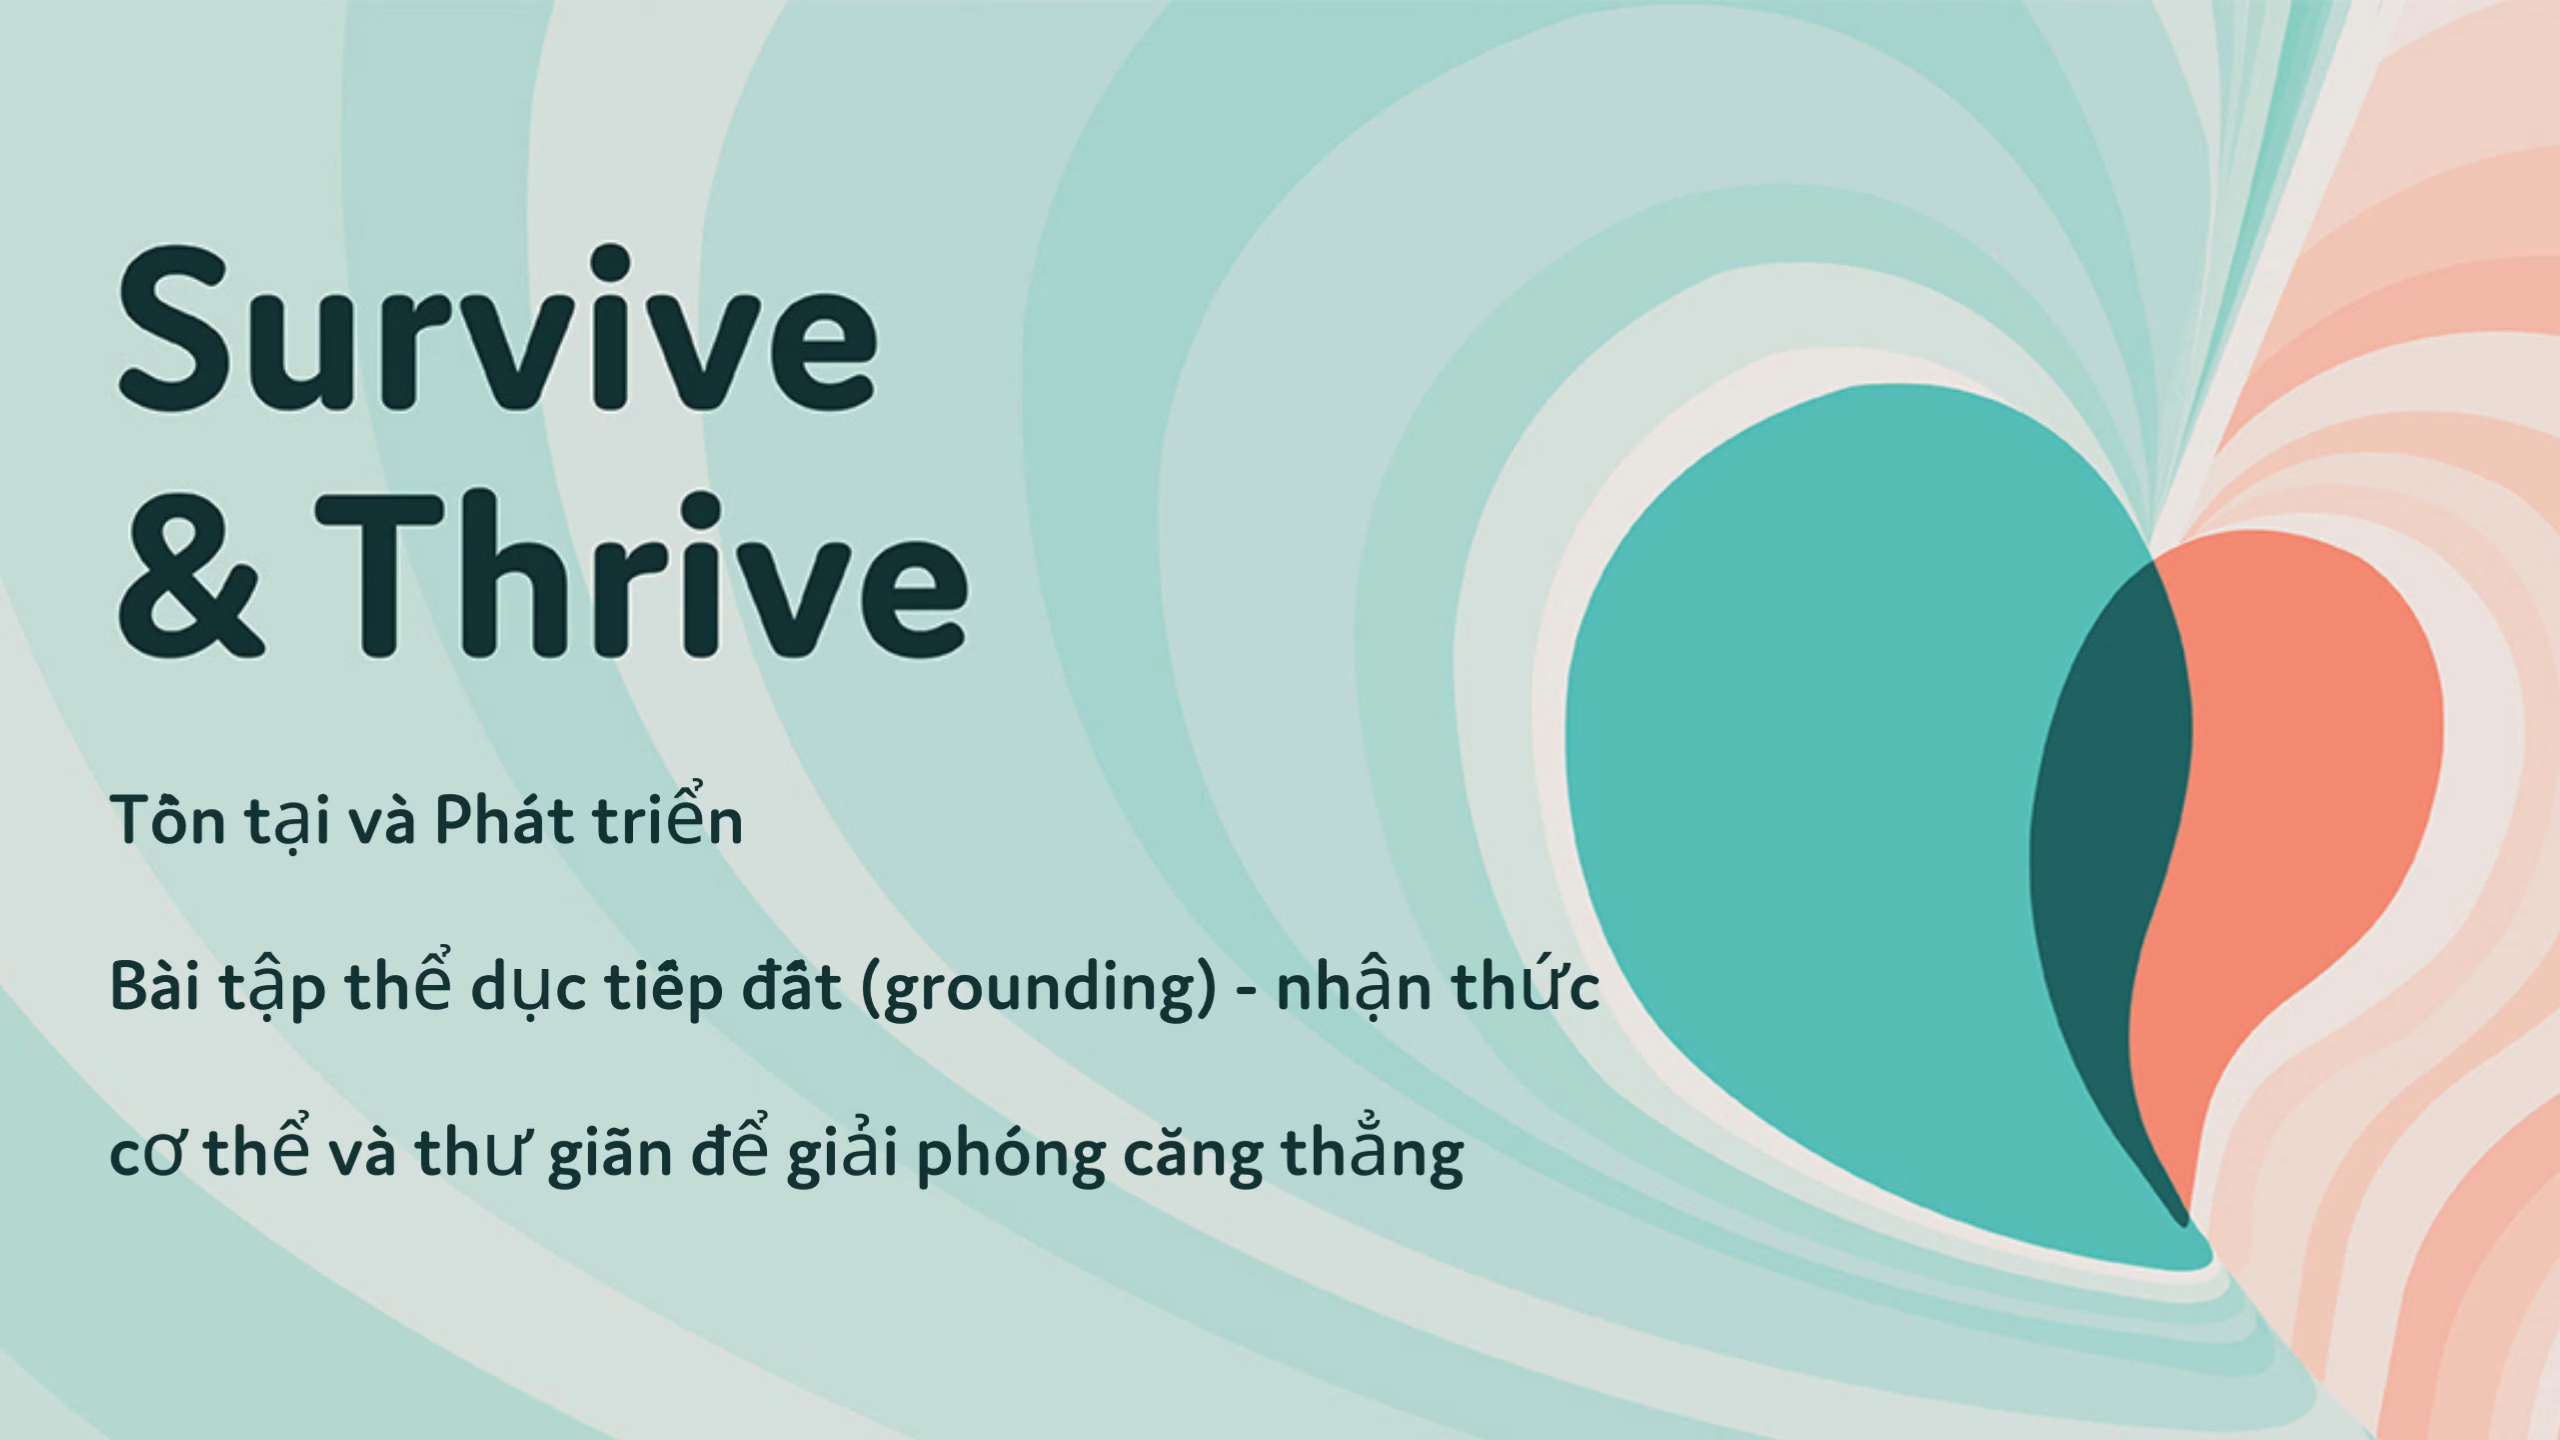 Survive
& Thrive
Tồn tại và Phát triển
Bài tập thể dục tiếp đất (grounding) - nhận thức
cơ thể và thư giãn để giải phóng căng thẳng